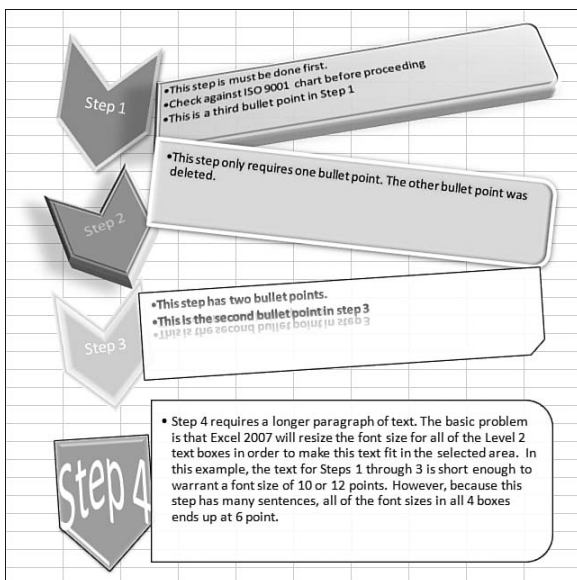 Step 1
•This step is must be done first.
•Check against ISO 9001 chart before proceeding
•This is a third bullet point in Step 1
Step 2
•This step only requires one bullet point. The other bullet point was
deleted.
Step 3
•This step has two bullet points.
•This is the second bullet point in step 3
Step 4
• Step 4 requires a longer paragraph of text. The basic problem
is that Excel 2007 will resize the font size for all of the Level 2
text boxes in order to make this text fit in the selected area. In
this example, the text for Steps 1 through 3 is short enough to
warrant a font size of 10 or 12 points. However, because this
step has many sentences, all of the font sizes in all 4 boxes
ends up at 6 point.